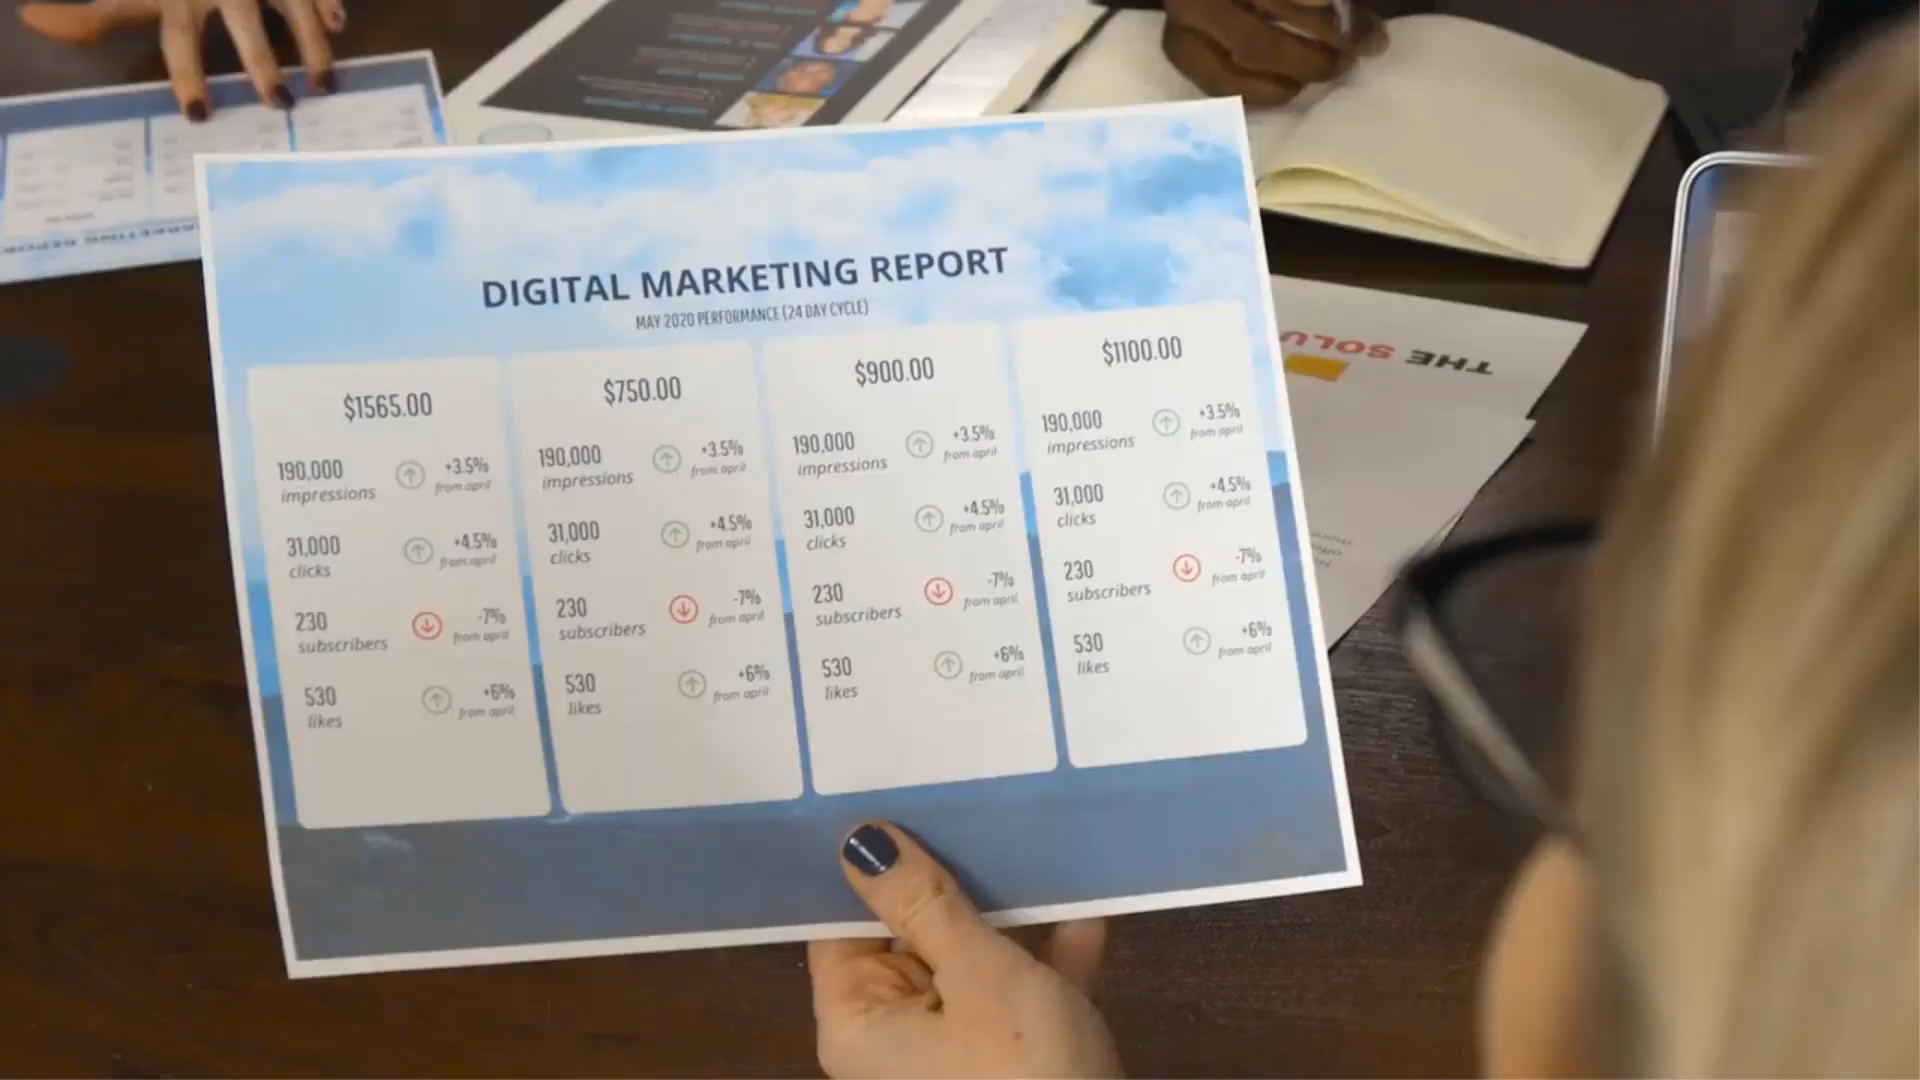 DIGITAL MARKETING REPORT
MAY 2020 PERFORMANCE (24 DAY CYCLE)
$1565.00
190,000
impressions
+3.5%
from april
31,000
clicks
+4.5%
from april
230
subscribers
-7%
from april
530
likes
+6%
from april
$750.00
190,000
impressions
+3.5%
from april
31,000
clicks
+4.5%
from april
230
subscribers
-7%
from april
530
likes
+6%
from april
$900.00
190,000
impressions
+3.5%
from april
31,000
clicks
+4.5%
from april
230
subscribers
-7%
from april
530
likes
+6%
from april
$1100.00
190,000
impressions
+3.5%
from april
31,000
clicks
+4.5%
from april
230
subscribers
-7%
from april
530
likes
+6%
from april
THE SOLU